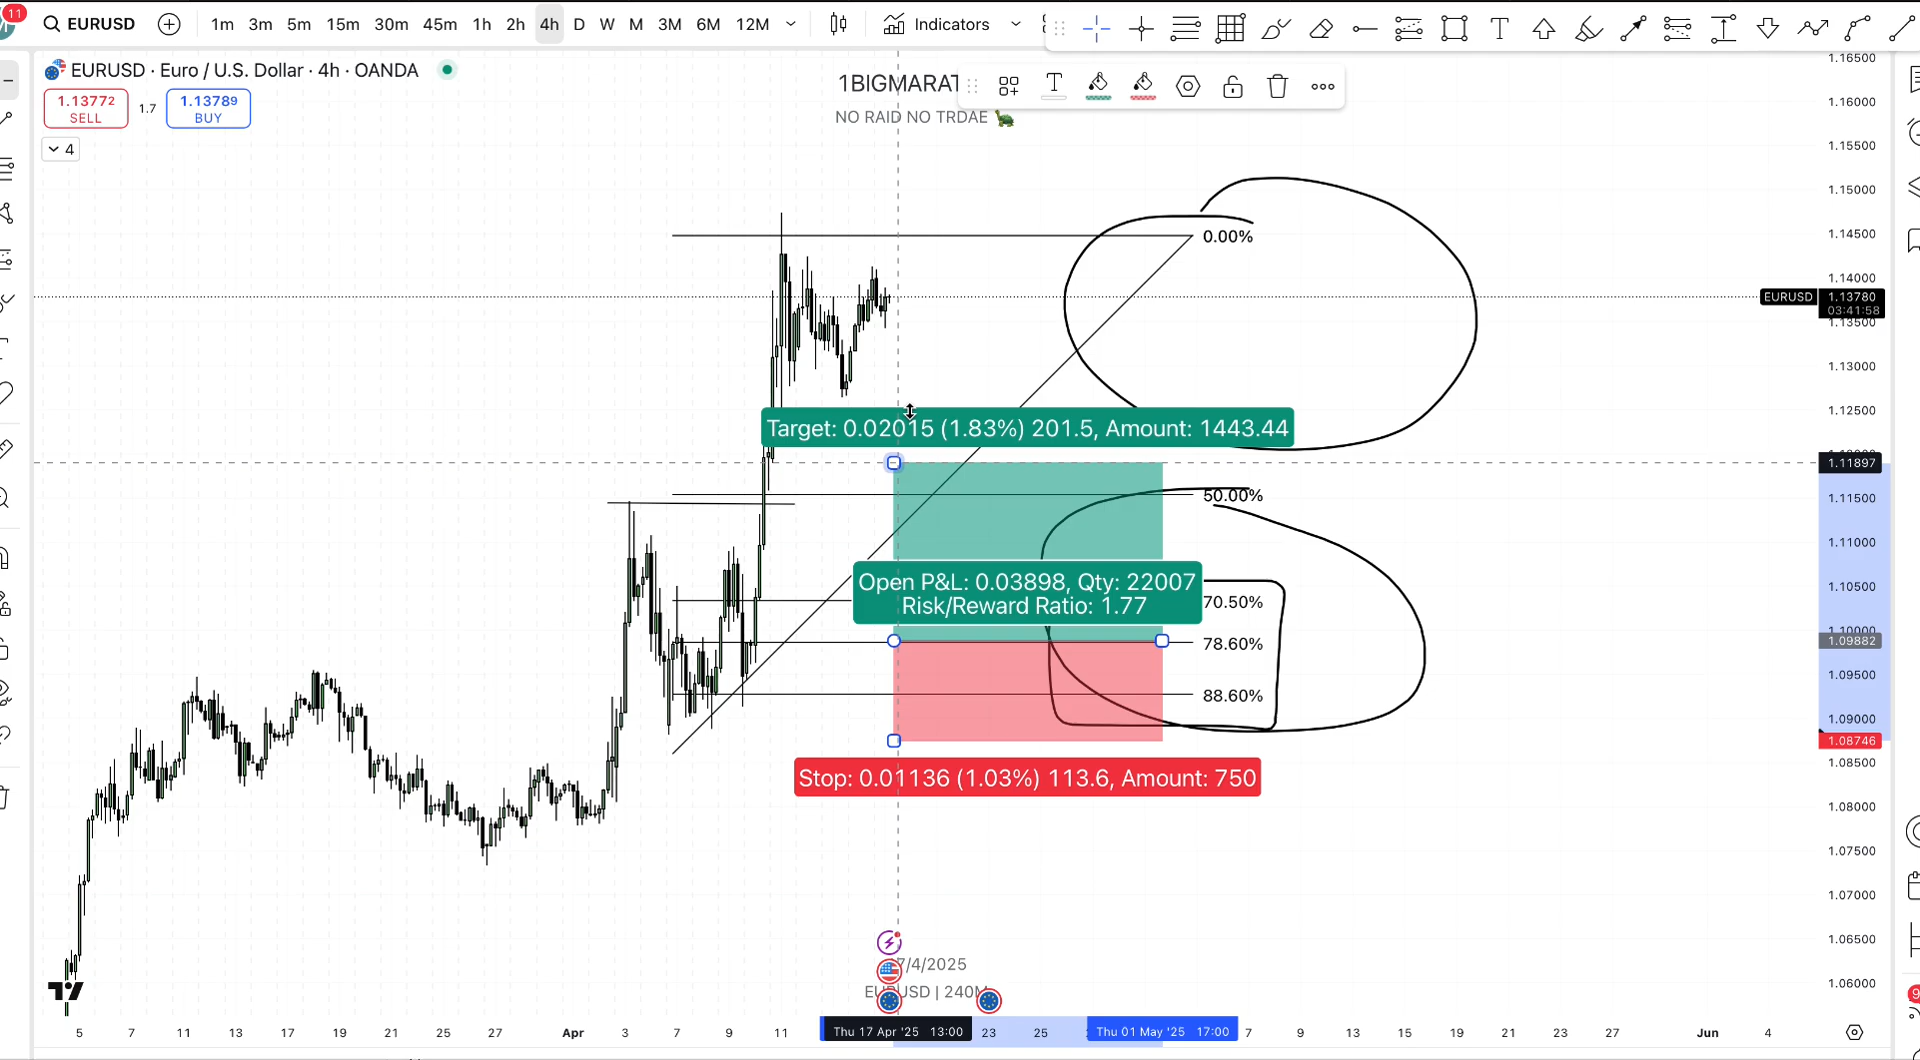 11
EURUSD
1m 3m 5m 15m 30m 45m 1h 2h 4h D W M 3M 6M 12M
Indicators
EURUSD · Euro / U.S. Dollar · 4h · OANDA
1.13772
SELL
1.7
1.13789
BUY
4
1BIGMARAT
NO RAID NO TRDAE
0.00%
50.00%
70.50%
78.60%
88.60%
Target: 0.02015 (1.83%) 201.5, Amount: 1443.44
Open P&L: 0.03898, Qty: 22007
Risk/Reward Ratio: 1.77
Stop: 0.01136 (1.03%) 113.6, Amount: 750
1.16500
1.16000
1.15500
1.15000
1.14500
1.14000
EURUSD 1.13780
03:41:58
1.13500
1.13000
1.12500
1.11897
1.11500
1.11000
1.10500
1.10000
1.09882
1.09500
1.09000
1.08746
1.08500
1.08000
1.07500
1.07000
1.06500
1.06000
7/4/2025
EURUSD | 240M
5 7 11 13 17 19 21 25 27 Apr 3 7 9 11 Thu 17 Apr '25 13:00 23 25 Thu 01 May '25 17:00 7 9 13 15 19 21 23 27 Jun 4